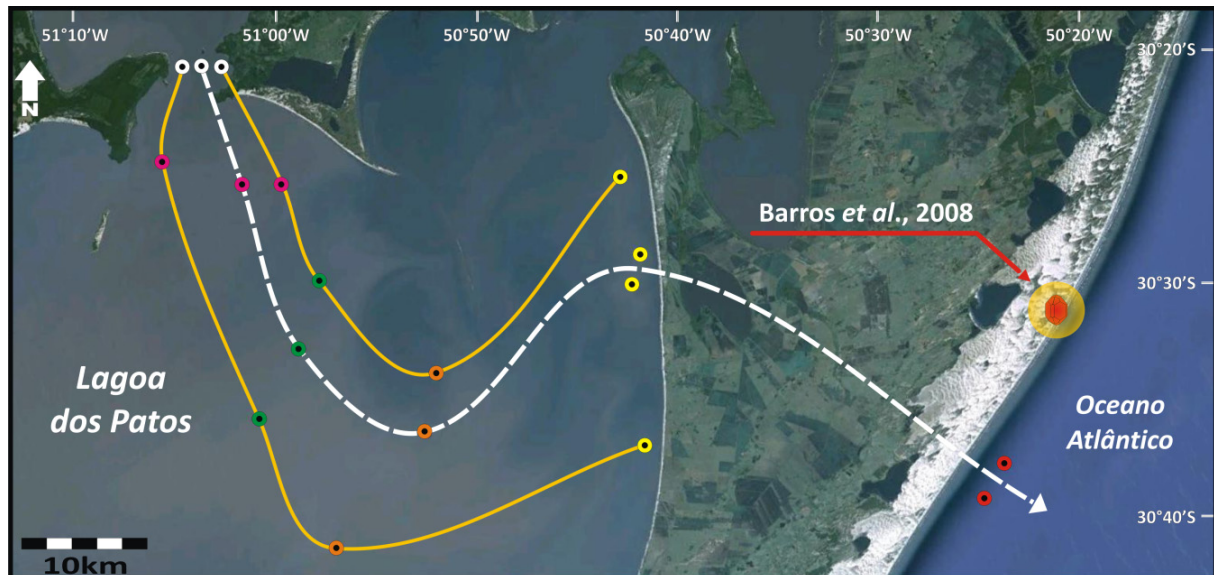 51°10'W 51°00'W 50°50'W 50°40'W 50°30'W 50°20'W
30°20'S
N
Barros et al., 2008
30°30'S
Lagoa
dos Patos
Oceano
Atlântico
30°40'S
10km